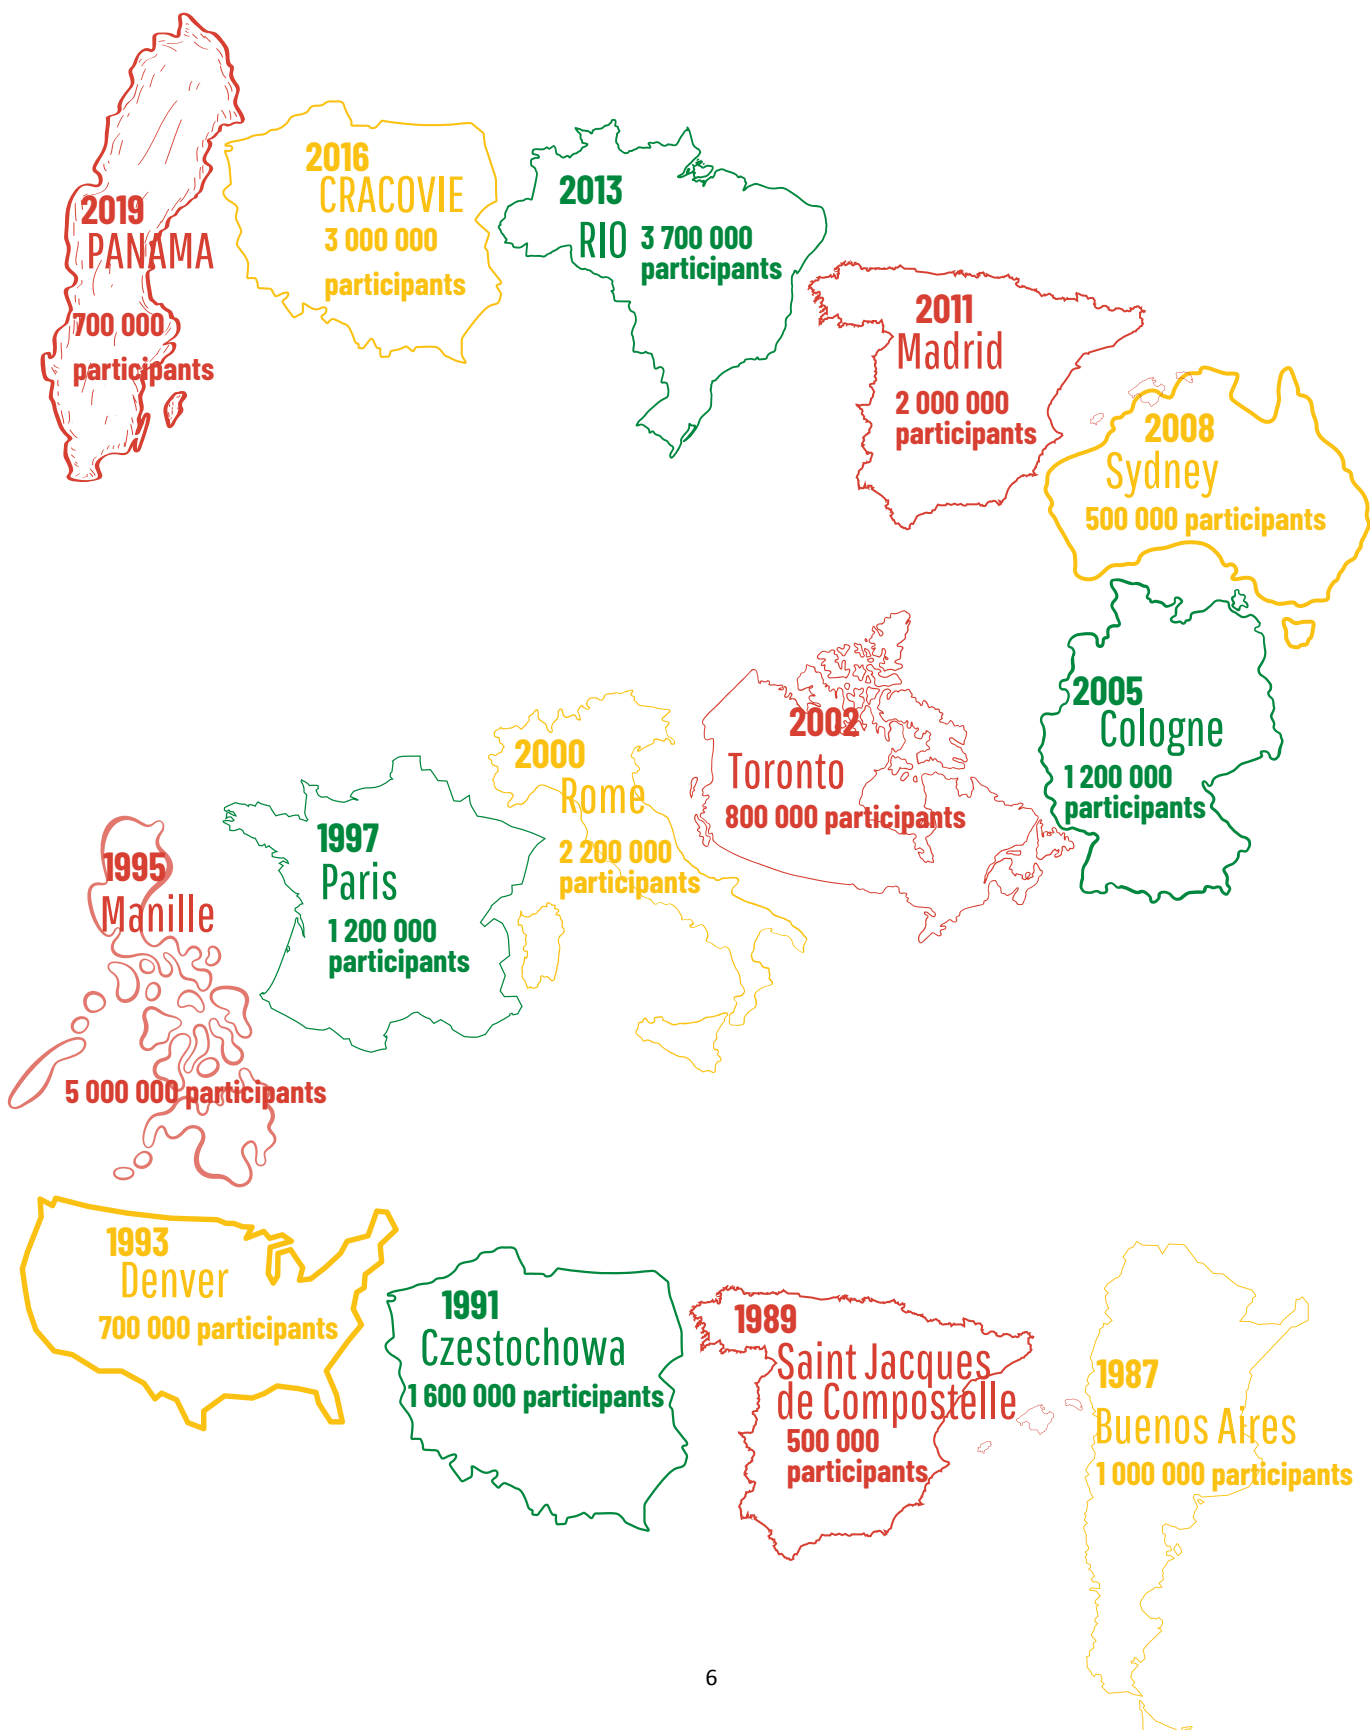 2019
PANAMA
700 000
participants
2016
CRACOVIE
3 000 000
participants
2013
RIO
3 700 000
participants
2011
Madrid
2 000 000
participants
2008
Sydney
500 000 participants
2005
Cologne
1 200 000
participants
2002
Toronto
800 000 participants
2000
Rome
2 200 000
participants
1997
Paris
1 200 000
participants
1995
Manille
5 000 000 participants
1993
Denver
700 000 participants
1991
Czestochowa
1 600 000 participants
1989
Saint Jacques
de Compostelle
500 000
participants
1987
Buenos Aires
1 000 000 participants
6